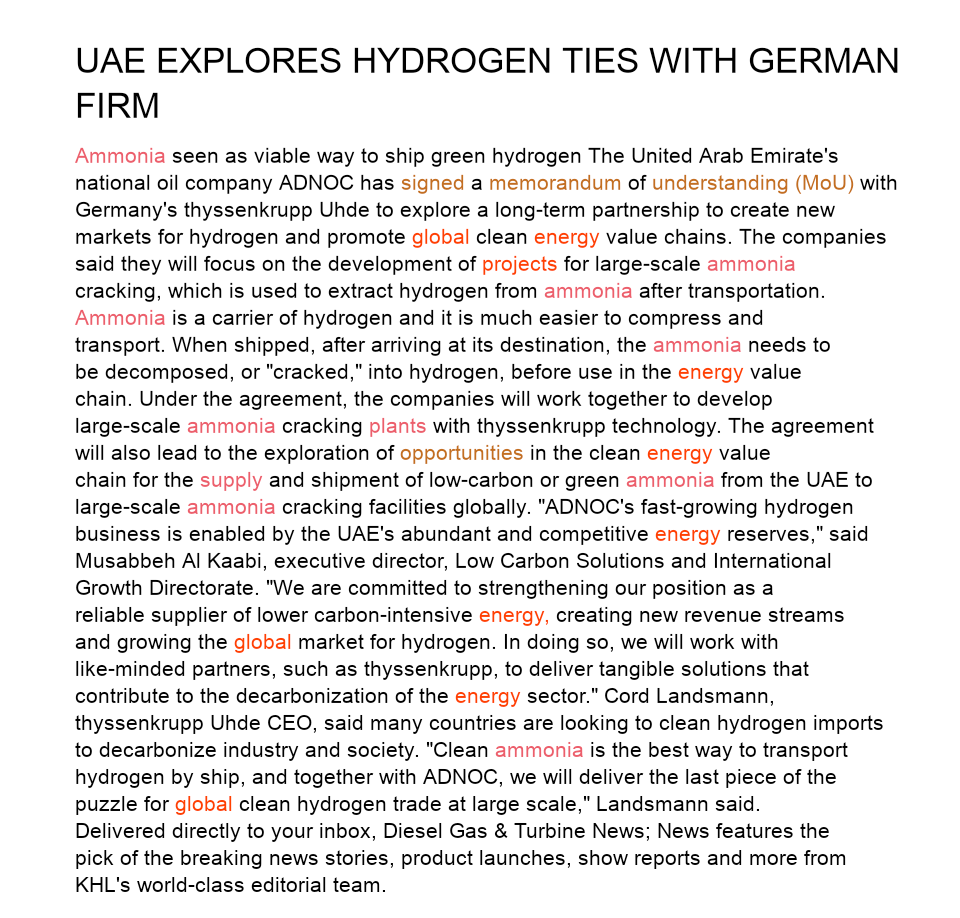 UAE EXPLORES HYDROGEN TIES WITH GERMAN
FIRM
Ammonia seen as viable way to ship green hydrogen The United Arab Emirate's
national oil company ADNOC has signed a memorandum of understanding (MoU) with
Germany's thyssenkrupp Uhde to explore a long-term partnership to create new
markets for hydrogen and promote global clean energy value chains. The companies
said they will focus on the development of projects for large-scale ammonia
cracking, which is used to extract hydrogen from ammonia after transportation.
Ammonia is a carrier of hydrogen and it is much easier to compress and
transport. When shipped, after arriving at its destination, the ammonia needs to
be decomposed, or "cracked," into hydrogen, before use in the energy value
chain. Under the agreement, the companies will work together to develop
large-scale ammonia cracking plants with thyssenkrupp technology. The agreement
will also lead to the exploration of opportunities in the clean energy value
chain for the supply and shipment of low-carbon or green ammonia from the UAE to
large-scale ammonia cracking facilities globally. "ADNOC's fast-growing hydrogen
business is enabled by the UAE's abundant and competitive energy reserves," said
Musabbeh Al Kaabi, executive director, Low Carbon Solutions and International
Growth Directorate. "We are committed to strengthening our position as a
reliable supplier of lower carbon-intensive energy, creating new revenue streams
and growing the global market for hydrogen. In doing so, we will work with
like-minded partners, such as thyssenkrupp, to deliver tangible solutions that
contribute to the decarbonization of the energy sector." Cord Landsmann,
thyssenkrupp Uhde CEO, said many countries are looking to clean hydrogen imports
to decarbonize industry and society. "Clean ammonia is the best way to transport
hydrogen by ship, and together with ADNOC, we will deliver the last piece of the
puzzle for global clean hydrogen trade at large scale," Landsmann said.
Delivered directly to your inbox, Diesel Gas & Turbine News; News features the
pick of the breaking news stories, product launches, show reports and more from
KHL's world-class editorial team.